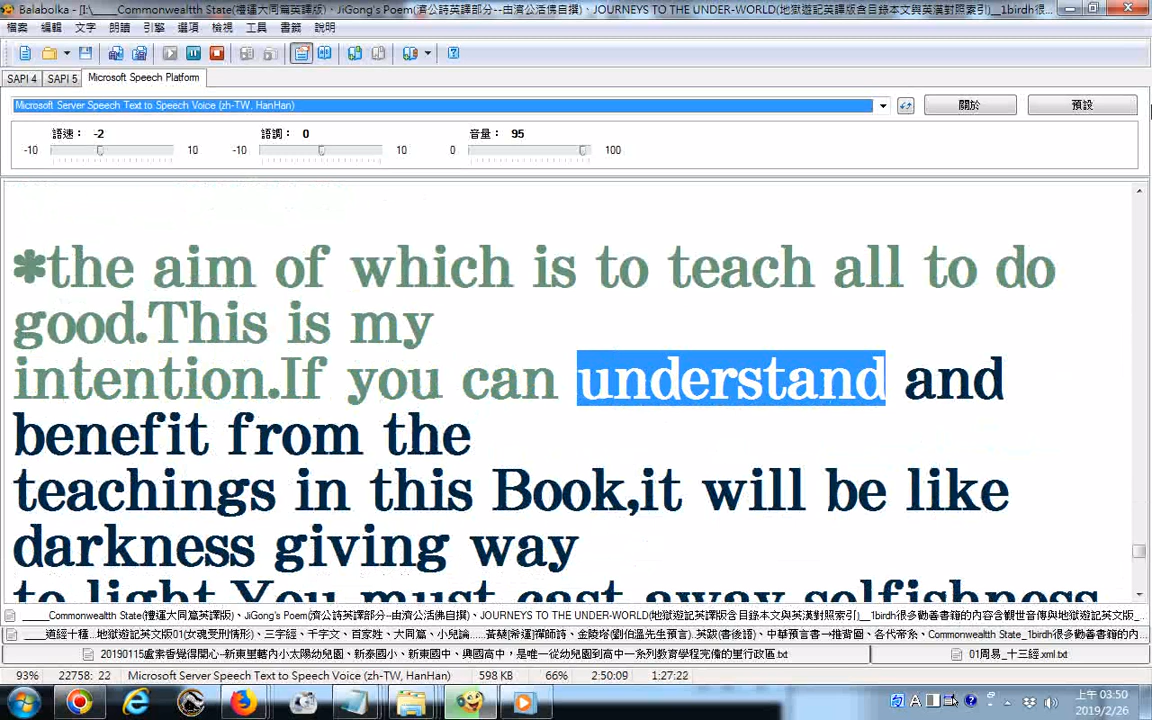 Balabolka - [I:\_____Commonwealtth State(禮運大同篇英譯版)、JiGong's Poem(濟公詩英譯部分--由濟公活佛自撰)、JOURNEYS TO THE UNDER-WORLD(地獄遊記英譯版含目錄本文與英漢對照索引)__1birdh很...
檔案 編輯 文字 朗讀 引擎 選項 檢視 工具 書籤 說明
SAPI 4 SAPI 5 Microsoft Speech Platform
Microsoft Server Speech Text to Speech Voice (zh-TW, HanHan) 關於 預設
語速: -2 語調: 0 音量: 95
-10 10 -10 10 0 100
*the aim of which is to teach all to do
good.This is my
intention.If you can understand and
benefit from the
teachings in this Book,it will be like
darkness giving way
to light.You must cast away selfishness
_____Commonwealtth State(禮運大同篇英譯版)、JiGong's Poem(濟公詩英譯部分--由濟公活佛自撰)、JOURNEYS TO THE UNDER-WORLD(地獄遊記英譯版含目錄本文與英漢對照索引)__1birdh很多勸善書籍的內容含觀世音傳與地獄遊記英文版...
道經十種...地獄遊記英文版01(女魂受刑情形)、三字經、千字文、百家姓、大同篇、小兒論.....黃蘗[希運]禪師詩、金陵塔(劉伯溫先生預言).英跋(書後語)、中華預言書—推背圖、各代帝系、Commonwealtth State_1birdh很多勸善書籍的內...
20190115盧素香覺得開心--新東里轄內小太陽幼兒園、新泰國小、新東國中、興國高中，是唯一從幼兒園到高中一系列教育學程完備的里行政區.txt 01周易_十三經.xml.txt
93% 22758: 22 Microsoft Server Speech Text to Speech Voice (zh-TW, HanHan) 598 KB 66% 2:50:09 1:27:22
上午 03:50
2019/2/26